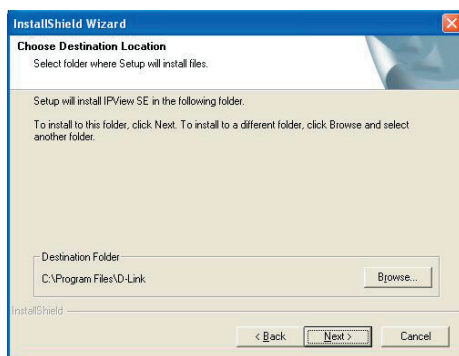 InstallShield Wizard
Choose Destination Location
Select folder where Setup will install files.
Setup will install IPView SE in the following folder.
To install to this folder, click Next. To install to a different folder, click Browse and select
another folder.
Destination Folder
C:\Program Files\D-Link
Browse...
InstallShield
< Back
Next >
Cancel